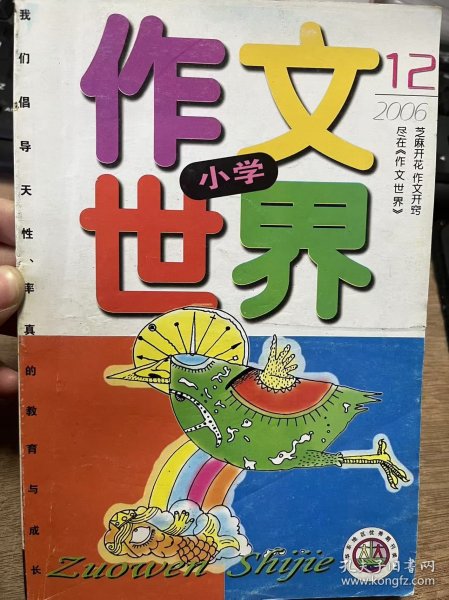 我们倡导天性、率真的教育与成长
作文
小学
世界
12
2006
芝麻开花 作文开窍
尽在《作文世界》
Zuowen Shijie
孔夫子旧书网
www.kongfz.com